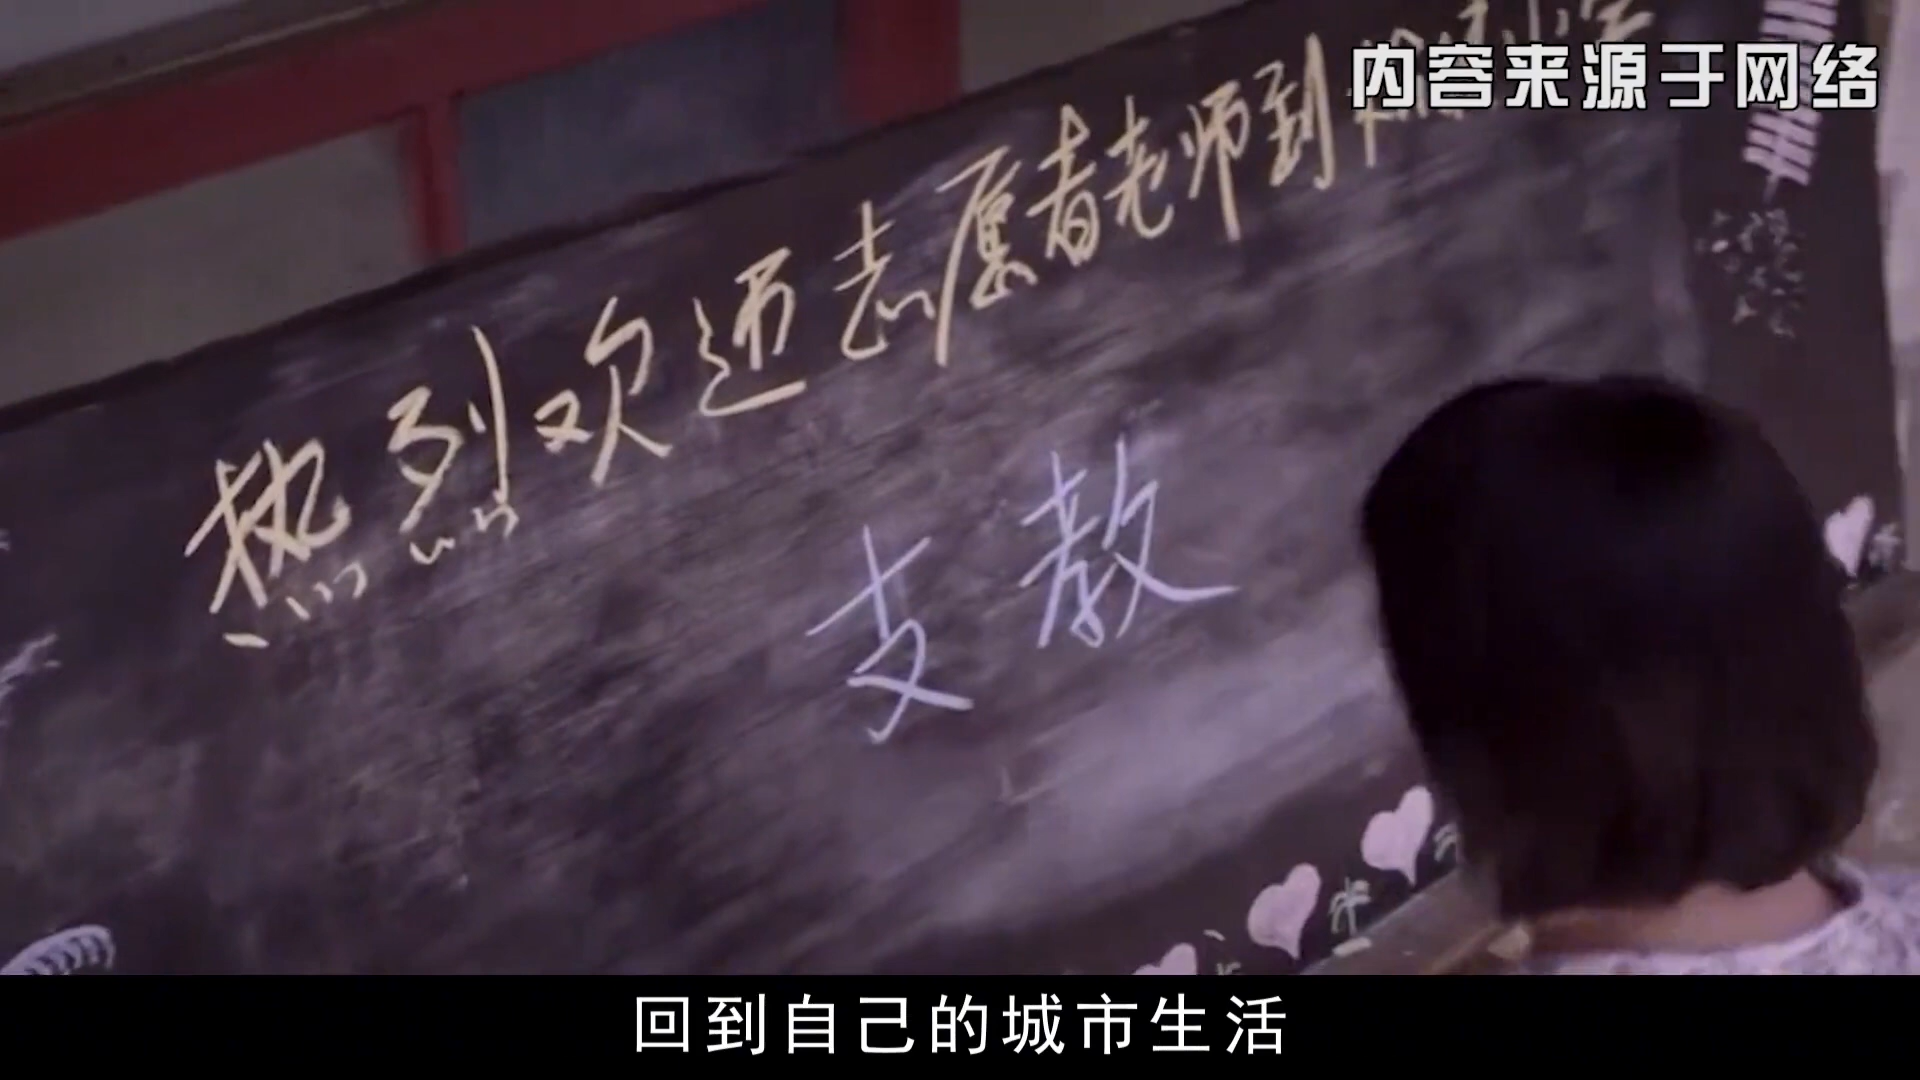 内容来源于网络
热烈欢迎志愿者老师到
支教
回到自己的城市生活